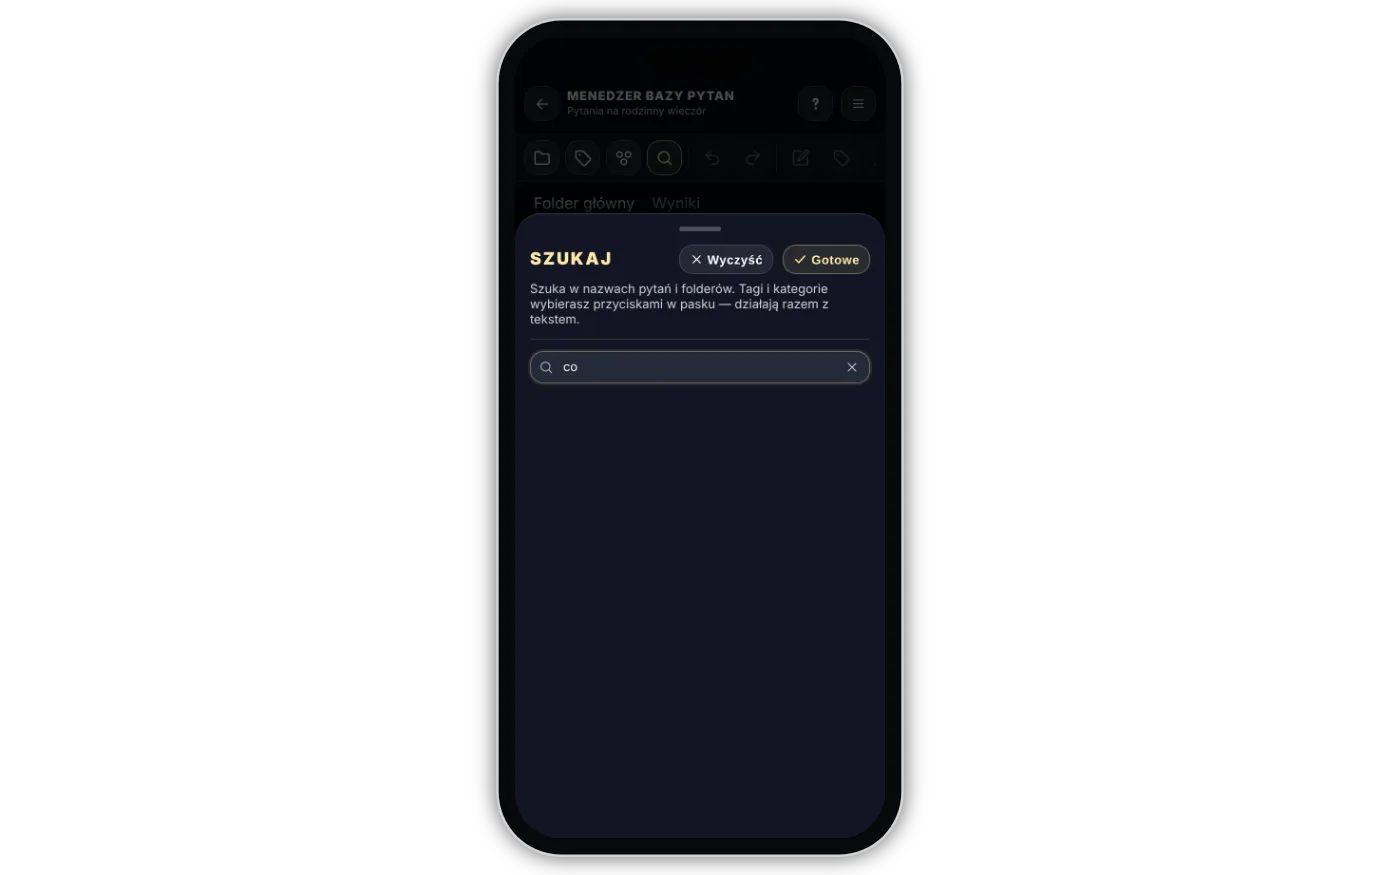 MENEDZER BAZY PYTAN
Pytania na rodzinny wieczór
?
Folder główny Wyniki
SZUKAJ
Wyczyść
Gotowe
Szuka w nazwach pytań i folderów. Tagi i kategorie
wybierasz przyciskami w pasku — działają razem z
tekstem.
co